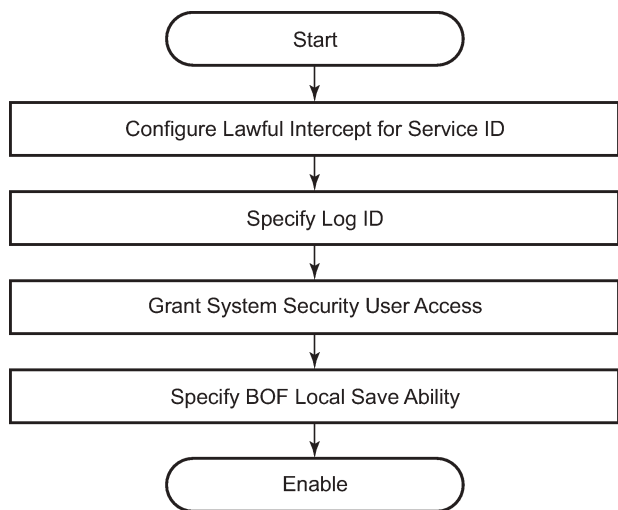 Start
Configure Lawful Intercept for Service ID
Specify Log ID
Grant System Security User Access
Specify BOF Local Save Ability
Enable